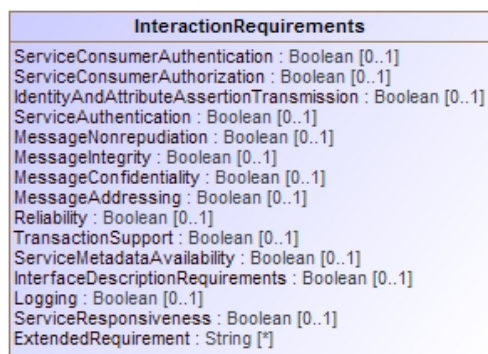 InteractionRequirements
ServiceConsumerAuthentication : Boolean [0..1]
ServiceConsumerAuthorization : Boolean [0..1]
IdentityAndAttributeAssertionTransmission : Boolean [0..1]
ServiceAuthentication : Boolean [0..1]
MessageNonrepudiation : Boolean [0..1]
MessageIntegrity : Boolean [0..1]
MessageConfidentiality : Boolean [0..1]
MessageAddressing : Boolean [0..1]
Reliability : Boolean [0..1]
TransactionSupport : Boolean [0..1]
ServiceMetadataAvailability : Boolean [0..1]
InterfaceDescriptionRequirements : Boolean [0..1]
Logging : Boolean [0..1]
ServiceResponsiveness : Boolean [0..1]
ExtendedRequirement : String [*]